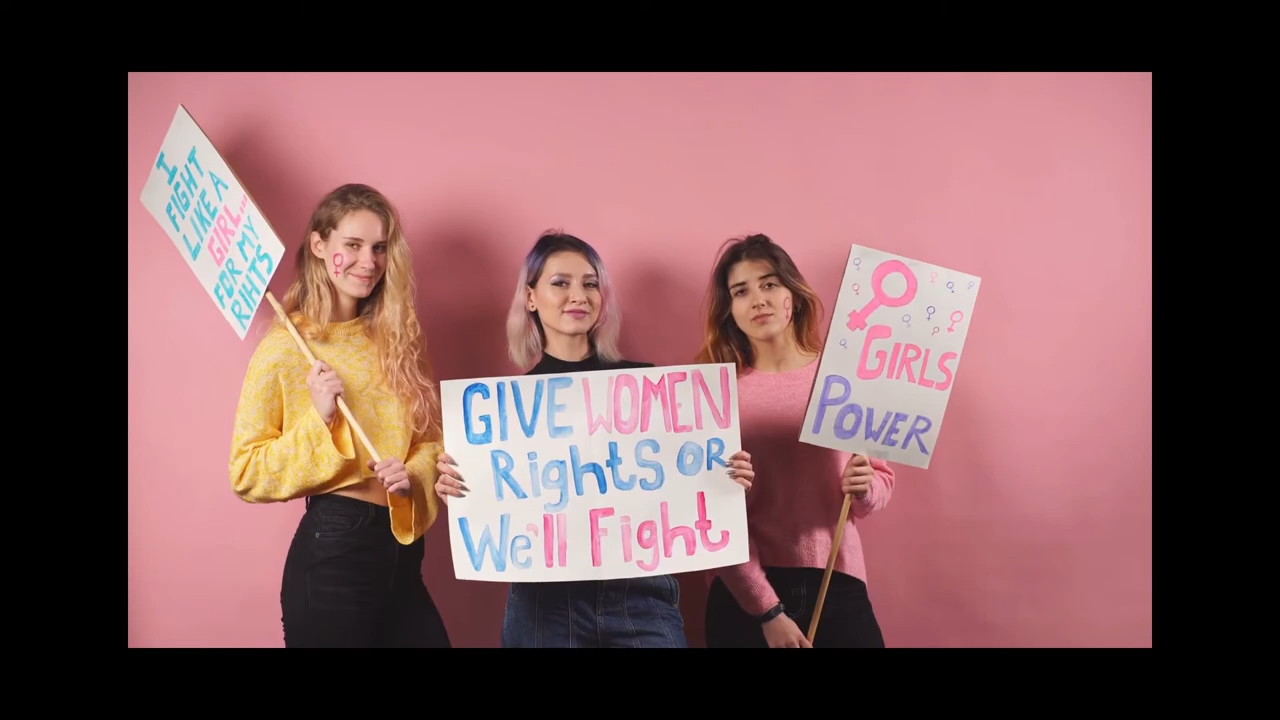 I
FIGHT
LIKE A
GIRL...
FOR MY
RIHTS
GIVE WOMEN
RightS OR
We'll Fight
GIRLS
POWER